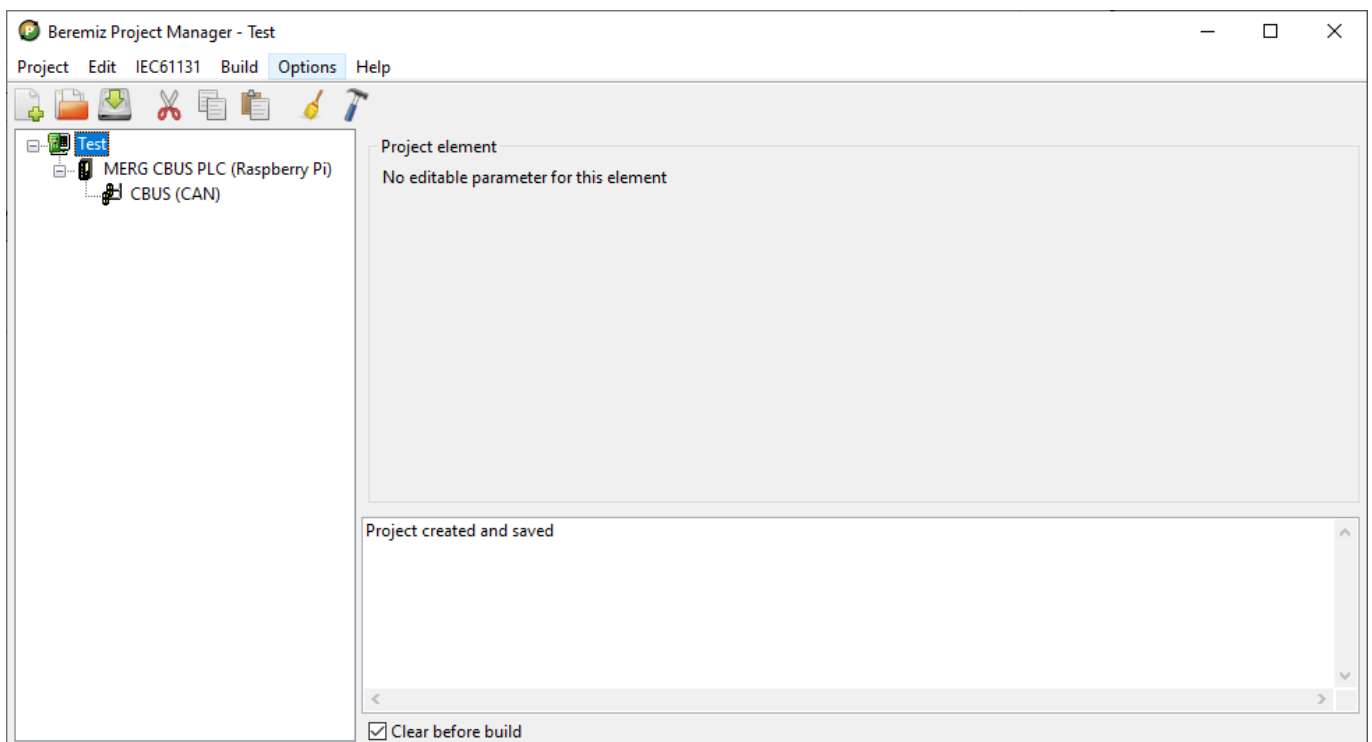 Beremiz Project Manager - Test
Project Edit IEC61131 Build Options Help
Test
MERG CBUS PLC (Raspberry Pi)
CBUS (CAN)
Project element
No editable parameter for this element
Project created and saved
Clear before build